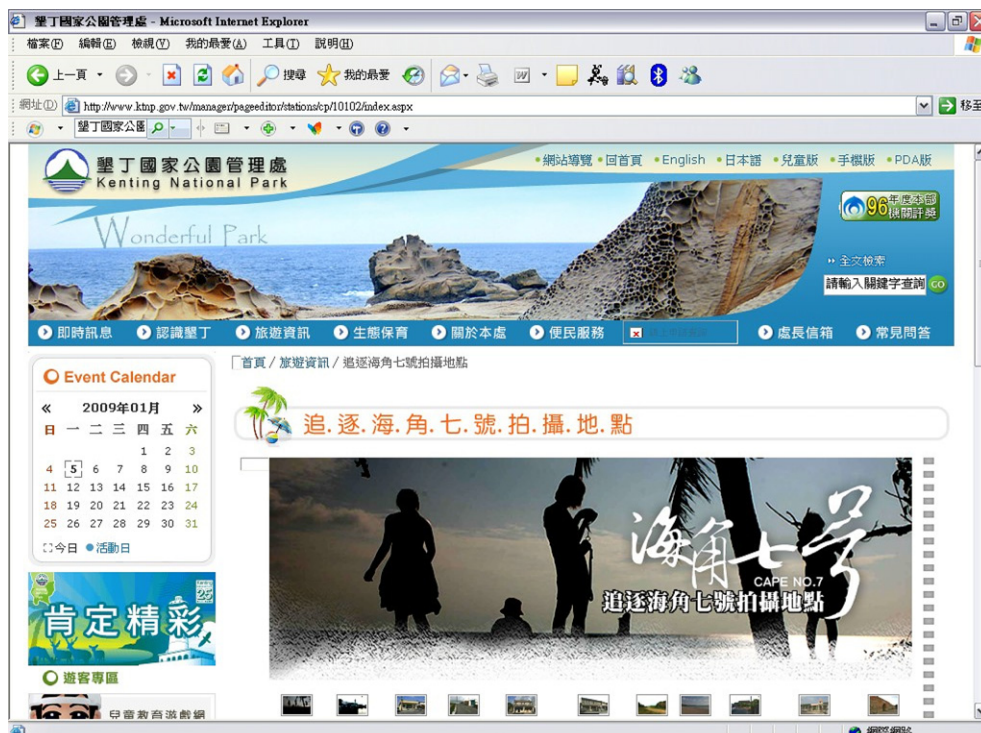 墾丁國家公園管理處 - Microsoft Internet Explorer
檔案(F) 編輯(E) 檢視(V) 我的最愛(A) 工具(T) 說明(H)
上一頁 搜尋 我的最愛
網址(D) http://www.ktnp.gov.tw/manager/pageeditor/stations/cp/10102/index.aspx 移至
墾丁國家公園
墾丁國家公園管理處
Kenting National Park
•網站導覽 •回首頁 •English •日本語 •兒童版 •手機版 •PDA版
Wonderful Park
96 年度本部機關評獎
全文檢索
請輸入關鍵字查詢 GO
即時訊息 認識墾丁 旅遊資訊 生態保育 關於本處 便民服務 處長信箱 常見問答
首頁 / 旅遊資訊 / 追逐海角七號拍攝地點
Event Calendar
« 2009年01月 »
日 一 二 三 四 五 六
1 2 3
4 5 6 7 8 9 10
11 12 13 14 15 16 17
18 19 20 21 22 23 24
25 26 27 28 29 30 31
今日 •活動日
追.逐.海.角.七.號.拍.攝.地.點
海角七号
CAPE NO.7
追逐海角七號拍攝地點
25
肯定精彩
遊客專區
兒童教育遊戲網
網際網路